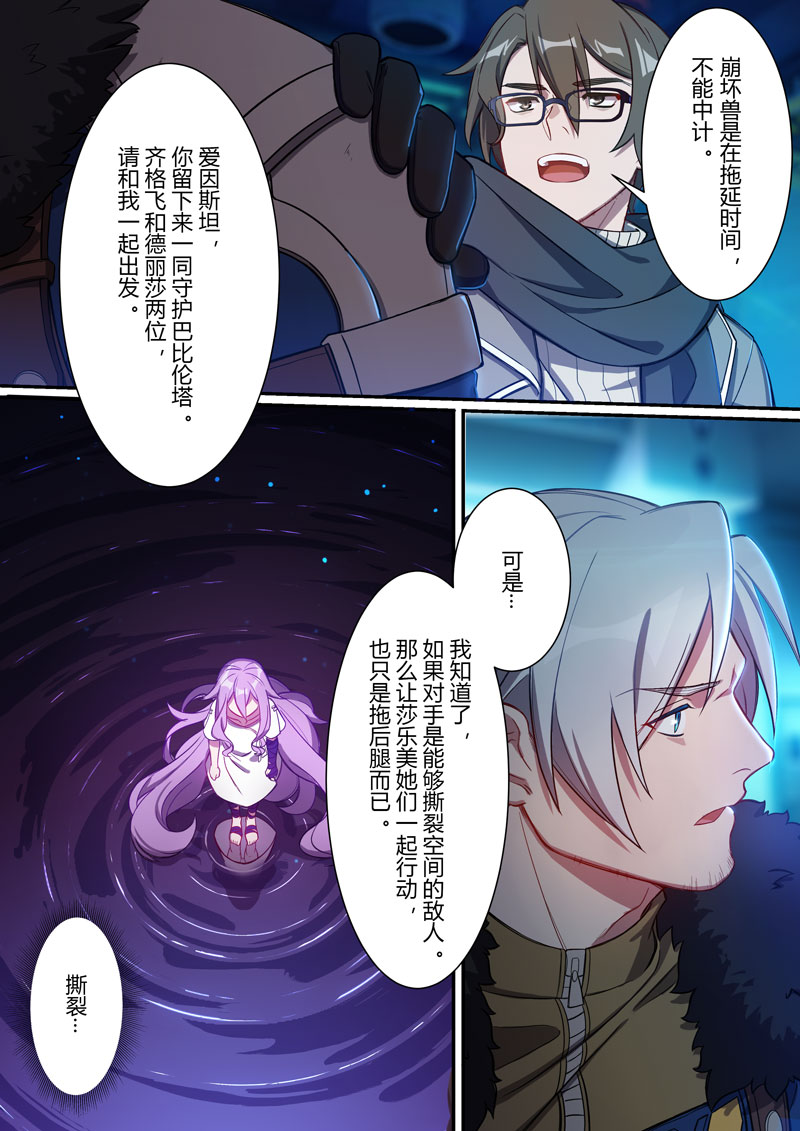 崩坏兽是在拖延时间，
不能中计。
爱因斯坦，
你留下来一同守护巴比伦塔。
齐格飞和德丽莎两位，
请和我一起出发。
可是…
我知道了，
如果对手是能够撕裂空间的敌人。
那么让莎乐美她们一起行动，
也只是拖后腿而已。
撕裂…